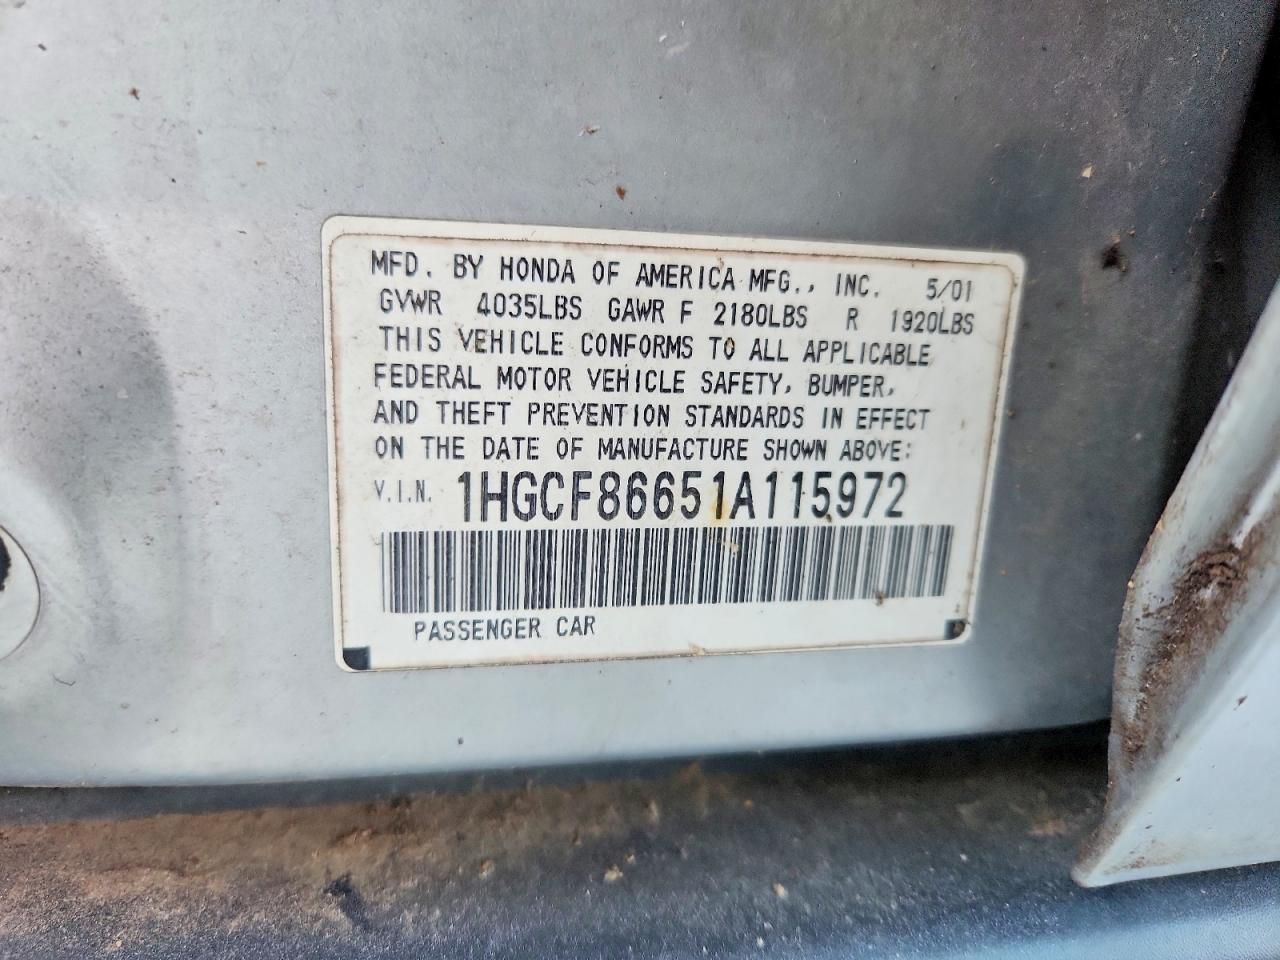 MFD. BY HONDA OF AMERICA MFG., INC. 5/01
GVWR 4035LBS GAWR F 2180LBS R 1920LBS
THIS VEHICLE CONFORMS TO ALL APPLICABLE
FEDERAL MOTOR VEHICLE SAFETY, BUMPER,
AND THEFT PREVENTION STANDARDS IN EFFECT
ON THE DATE OF MANUFACTURE SHOWN ABOVE:
V.I.N. 1HGCF86651A115972
PASSENGER CAR